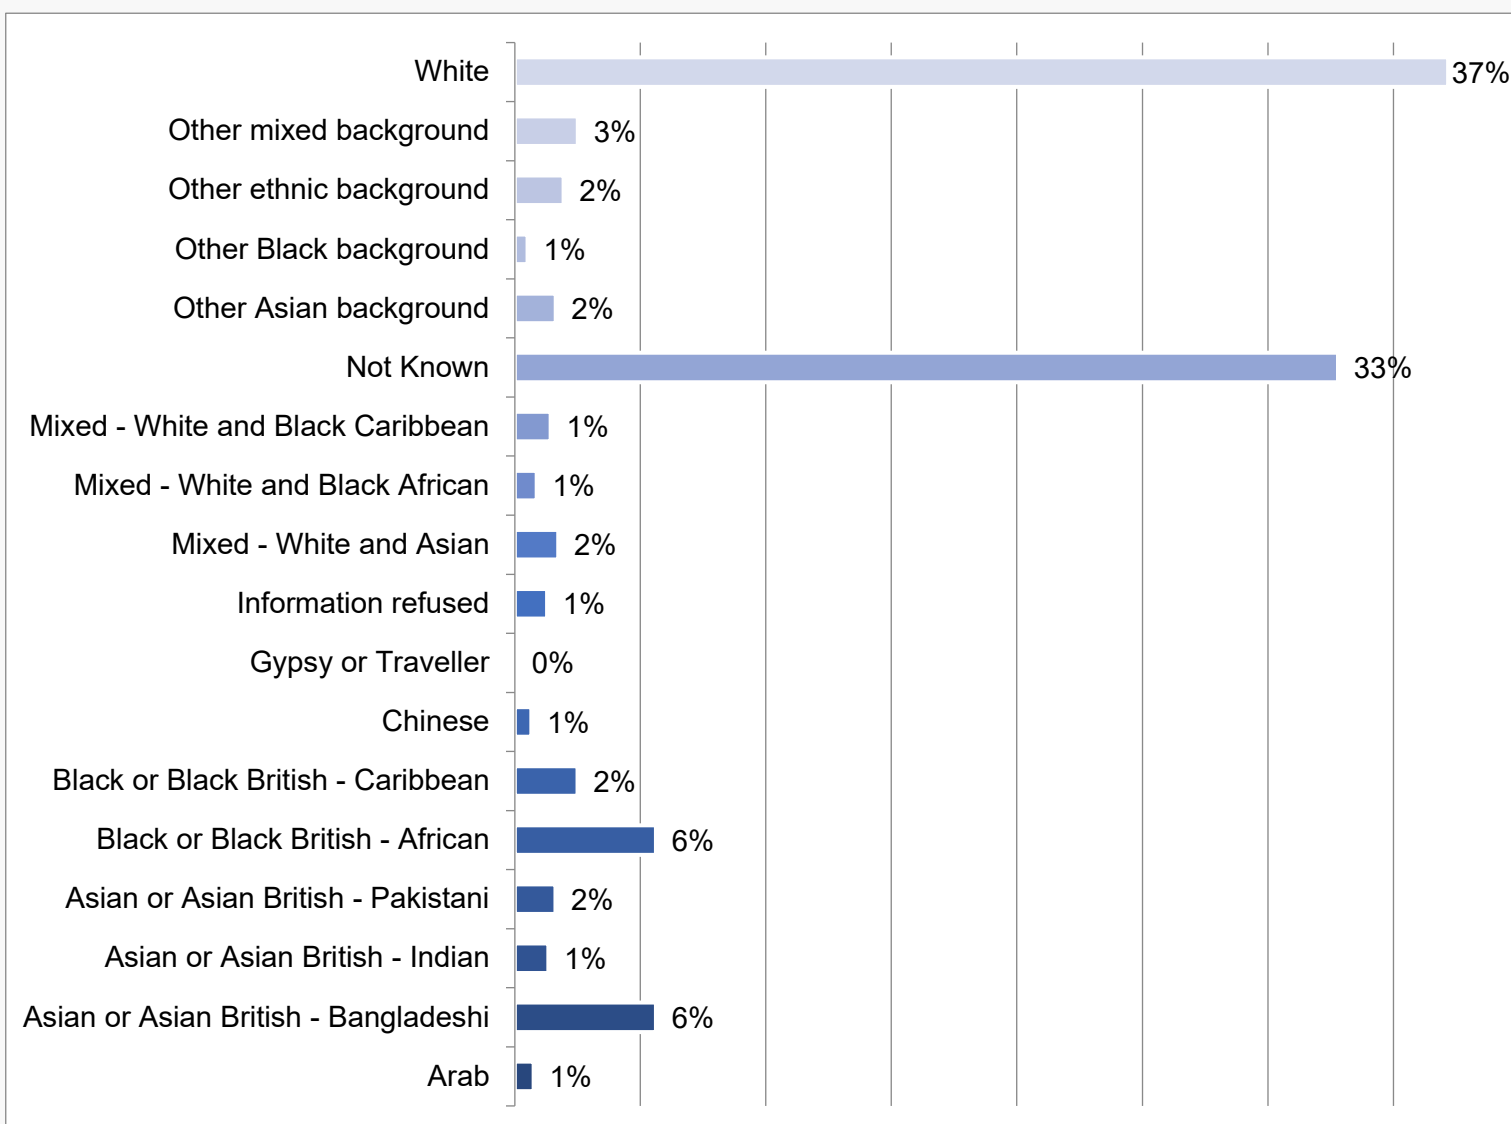 White 37%
Other mixed background 3%
Other ethnic background 2%
Other Black background 1%
Other Asian background 2%
Not Known 33%
Mixed - White and Black Caribbean 1%
Mixed - White and Black African 1%
Mixed - White and Asian 2%
Information refused 1%
Gypsy or Traveller 0%
Chinese 1%
Black or Black British - Caribbean 2%
Black or Black British - African 6%
Asian or Asian British - Pakistani 2%
Asian or Asian British - Indian 1%
Asian or Asian British - Bangladeshi 6%
Arab 1%